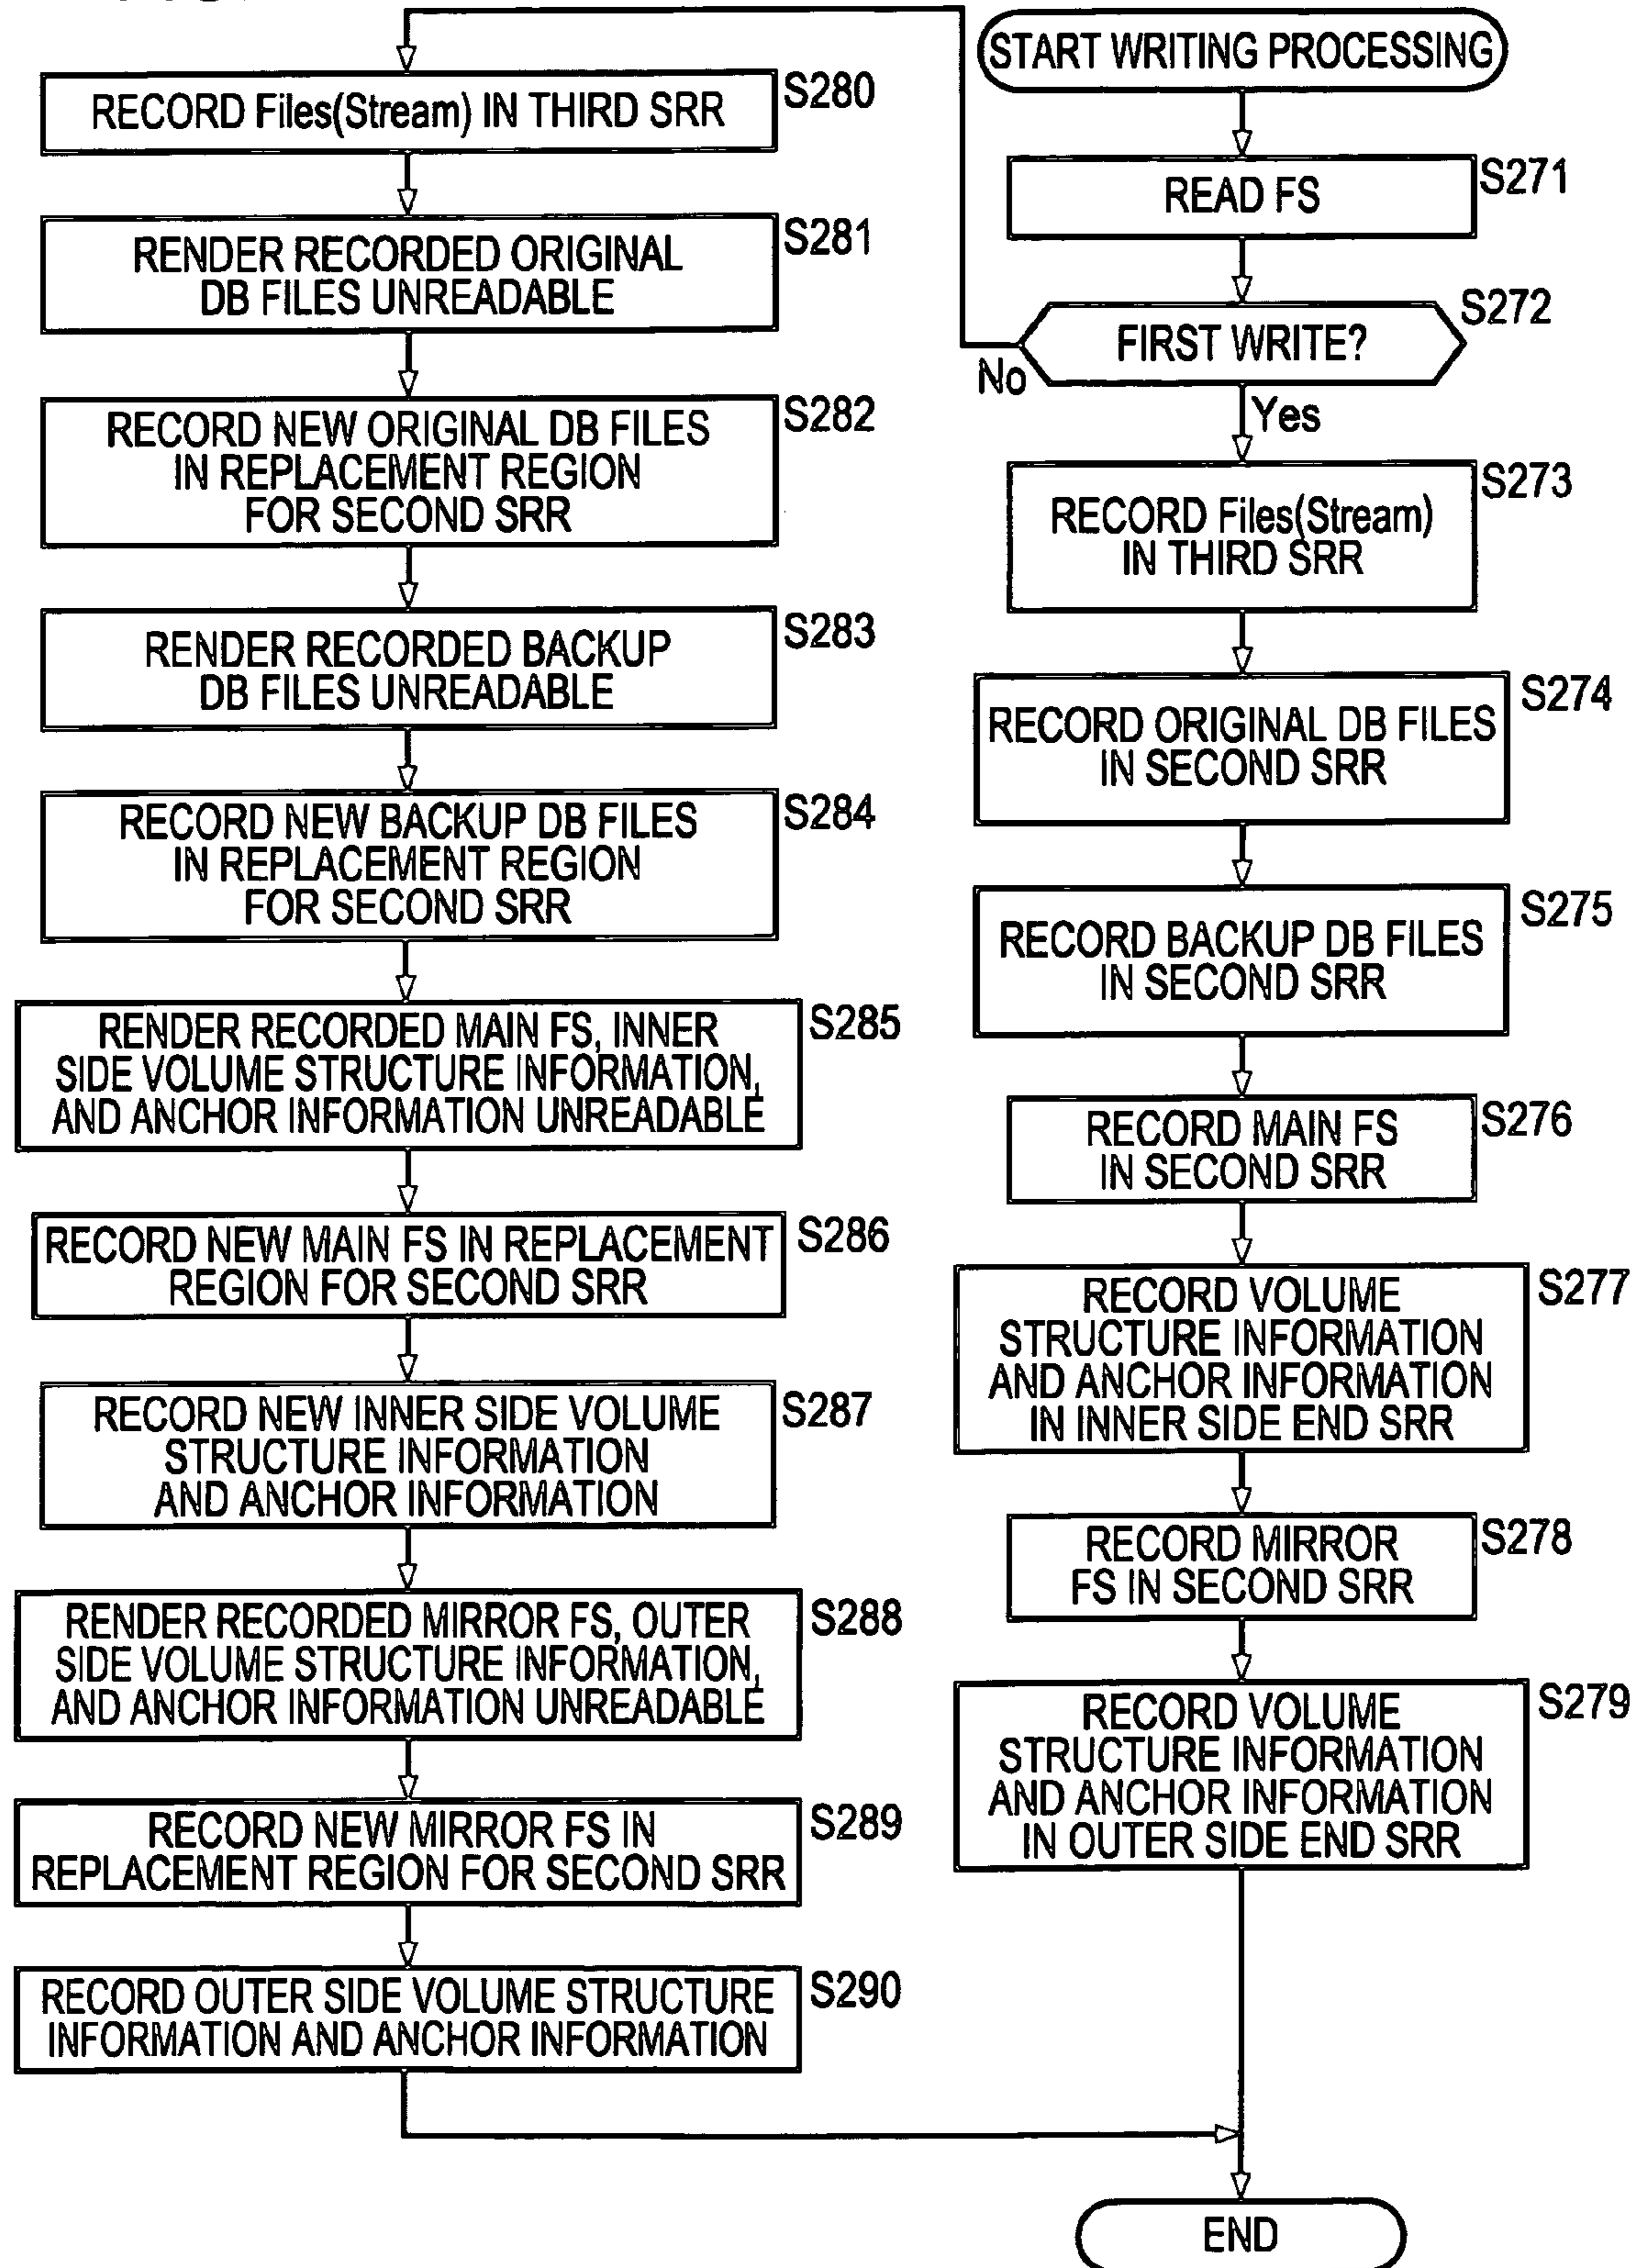 START WRITING PROCESSING
READ FS
S271
FIRST WRITE?
S272
No
Yes
RECORD Files(Stream)
IN THIRD SRR
S273
RECORD ORIGINAL DB FILES
IN SECOND SRR
S274
RECORD BACKUP DB FILES
IN SECOND SRR
S275
RECORD MAIN FS
IN SECOND SRR
S276
RECORD VOLUME
STRUCTURE INFORMATION
AND ANCHOR INFORMATION
IN INNER SIDE END SRR
S277
RECORD MIRROR
FS IN SECOND SRR
S278
RECORD VOLUME
STRUCTURE INFORMATION
AND ANCHOR INFORMATION
IN OUTER SIDE END SRR
S279
RECORD Files(Stream) IN THIRD SRR
S280
RENDER RECORDED ORIGINAL
DB FILES UNREADABLE
S281
RECORD NEW ORIGINAL DB FILES
IN REPLACEMENT REGION
FOR SECOND SRR
S282
RENDER RECORDED BACKUP
DB FILES UNREADABLE
S283
RECORD NEW BACKUP DB FILES
IN REPLACEMENT REGION
FOR SECOND SRR
S284
RENDER RECORDED MAIN FS, INNER
SIDE VOLUME STRUCTURE INFORMATION,
AND ANCHOR INFORMATION UNREADABLE
S285
RECORD NEW MAIN FS IN REPLACEMENT
REGION FOR SECOND SRR
S286
RECORD NEW INNER SIDE VOLUME
STRUCTURE INFORMATION
AND ANCHOR INFORMATION
S287
RENDER RECORDED MIRROR FS, OUTER
SIDE VOLUME STRUCTURE INFORMATION,
AND ANCHOR INFORMATION UNREADABLE
S288
RECORD NEW MIRROR FS IN
REPLACEMENT REGION FOR SECOND SRR
S289
RECORD OUTER SIDE VOLUME STRUCTURE
INFORMATION AND ANCHOR INFORMATION
S290
END